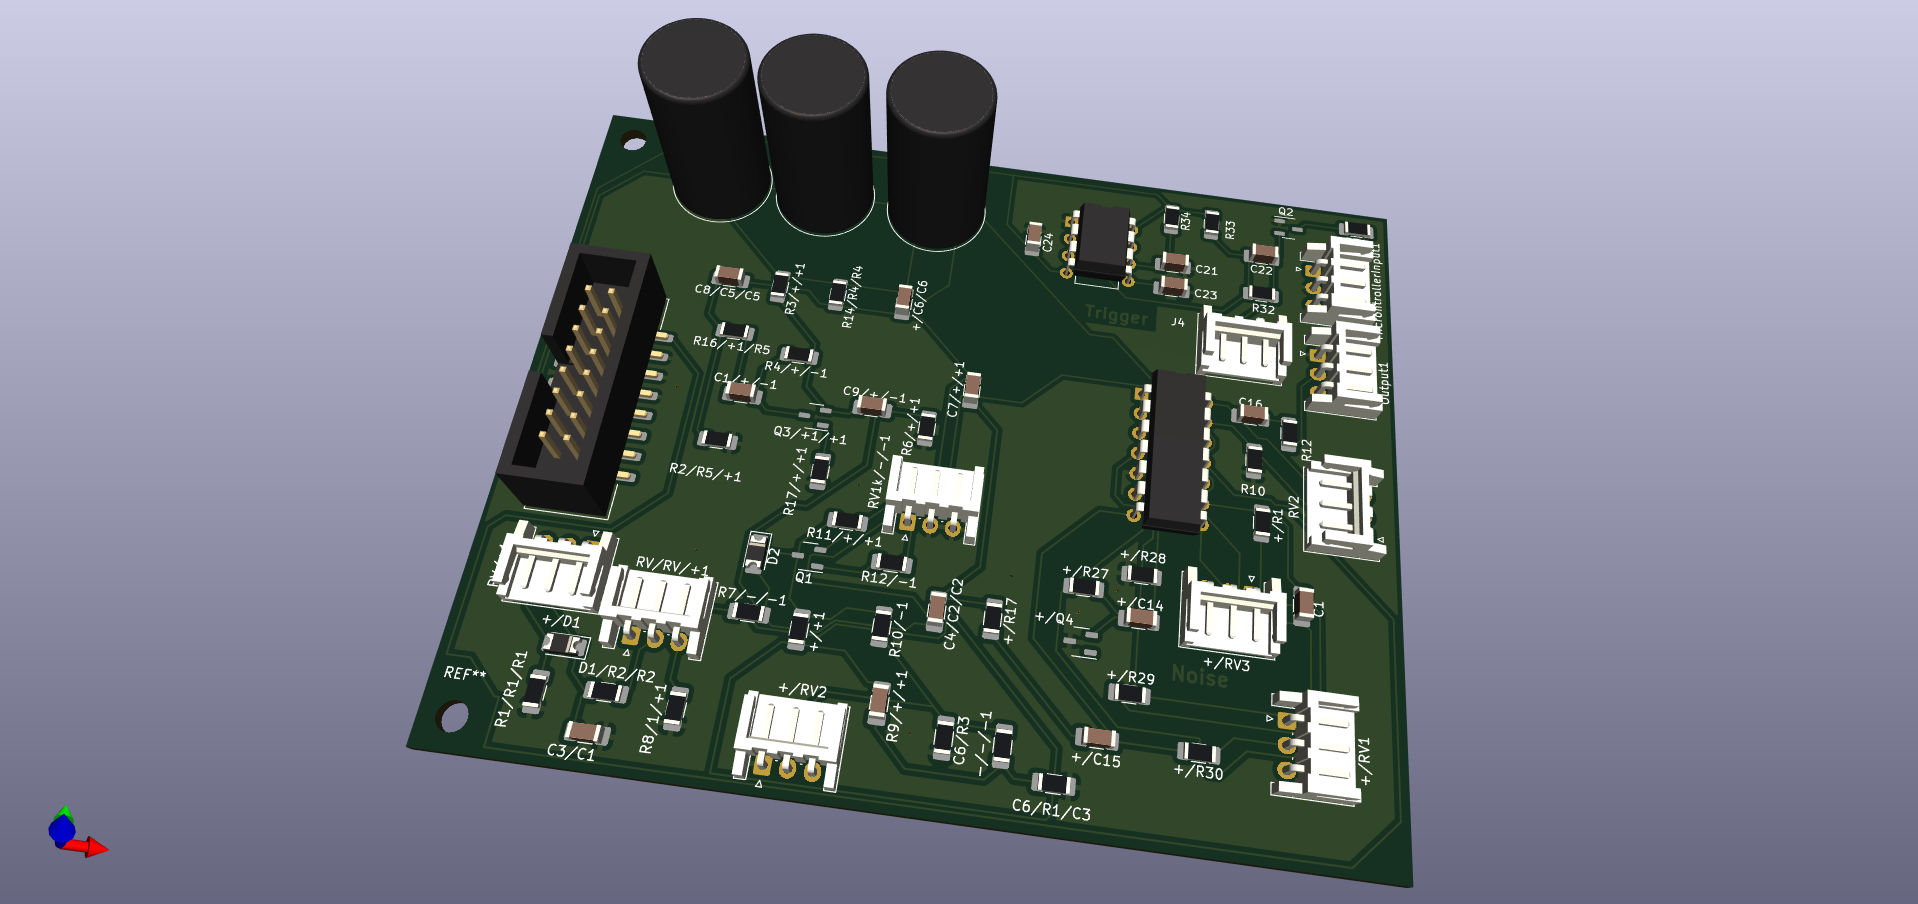 Q2
R34
R33
C24
C21
C22
C23
R32
Trigger
J4
Output1
C8/C5/C5
R3/+/+1
R14/R4/R4
+/C6/C6
R16/+1/R5
R4/+/-1
C1/+/-1
C9/+/-1
C7/+/+1
C16
Q3/+1/+1
R6/+/+1
R12
R2/R5/+1
R17/+/+1
RV1k/-/-1
R10
RV2
R11/+/+1
+/R1
D2
Q1
R12/-1
RV/RV/+1
+/R28
+/R27
R7/-/-1
+/C14
C1
C4/C2/C2
+/R17
+/Q4
+/D1
+/+1
R10/-1
+/RV3
REF**
D1/R2/R2
Noise
+/R29
R1/R1/R1
+/RV2
R8/1/+1
R9/+/+1
C6/R3
-/-/-1
C3/C1
+/C15
+/R30
+/RV1
C6/R1/C3